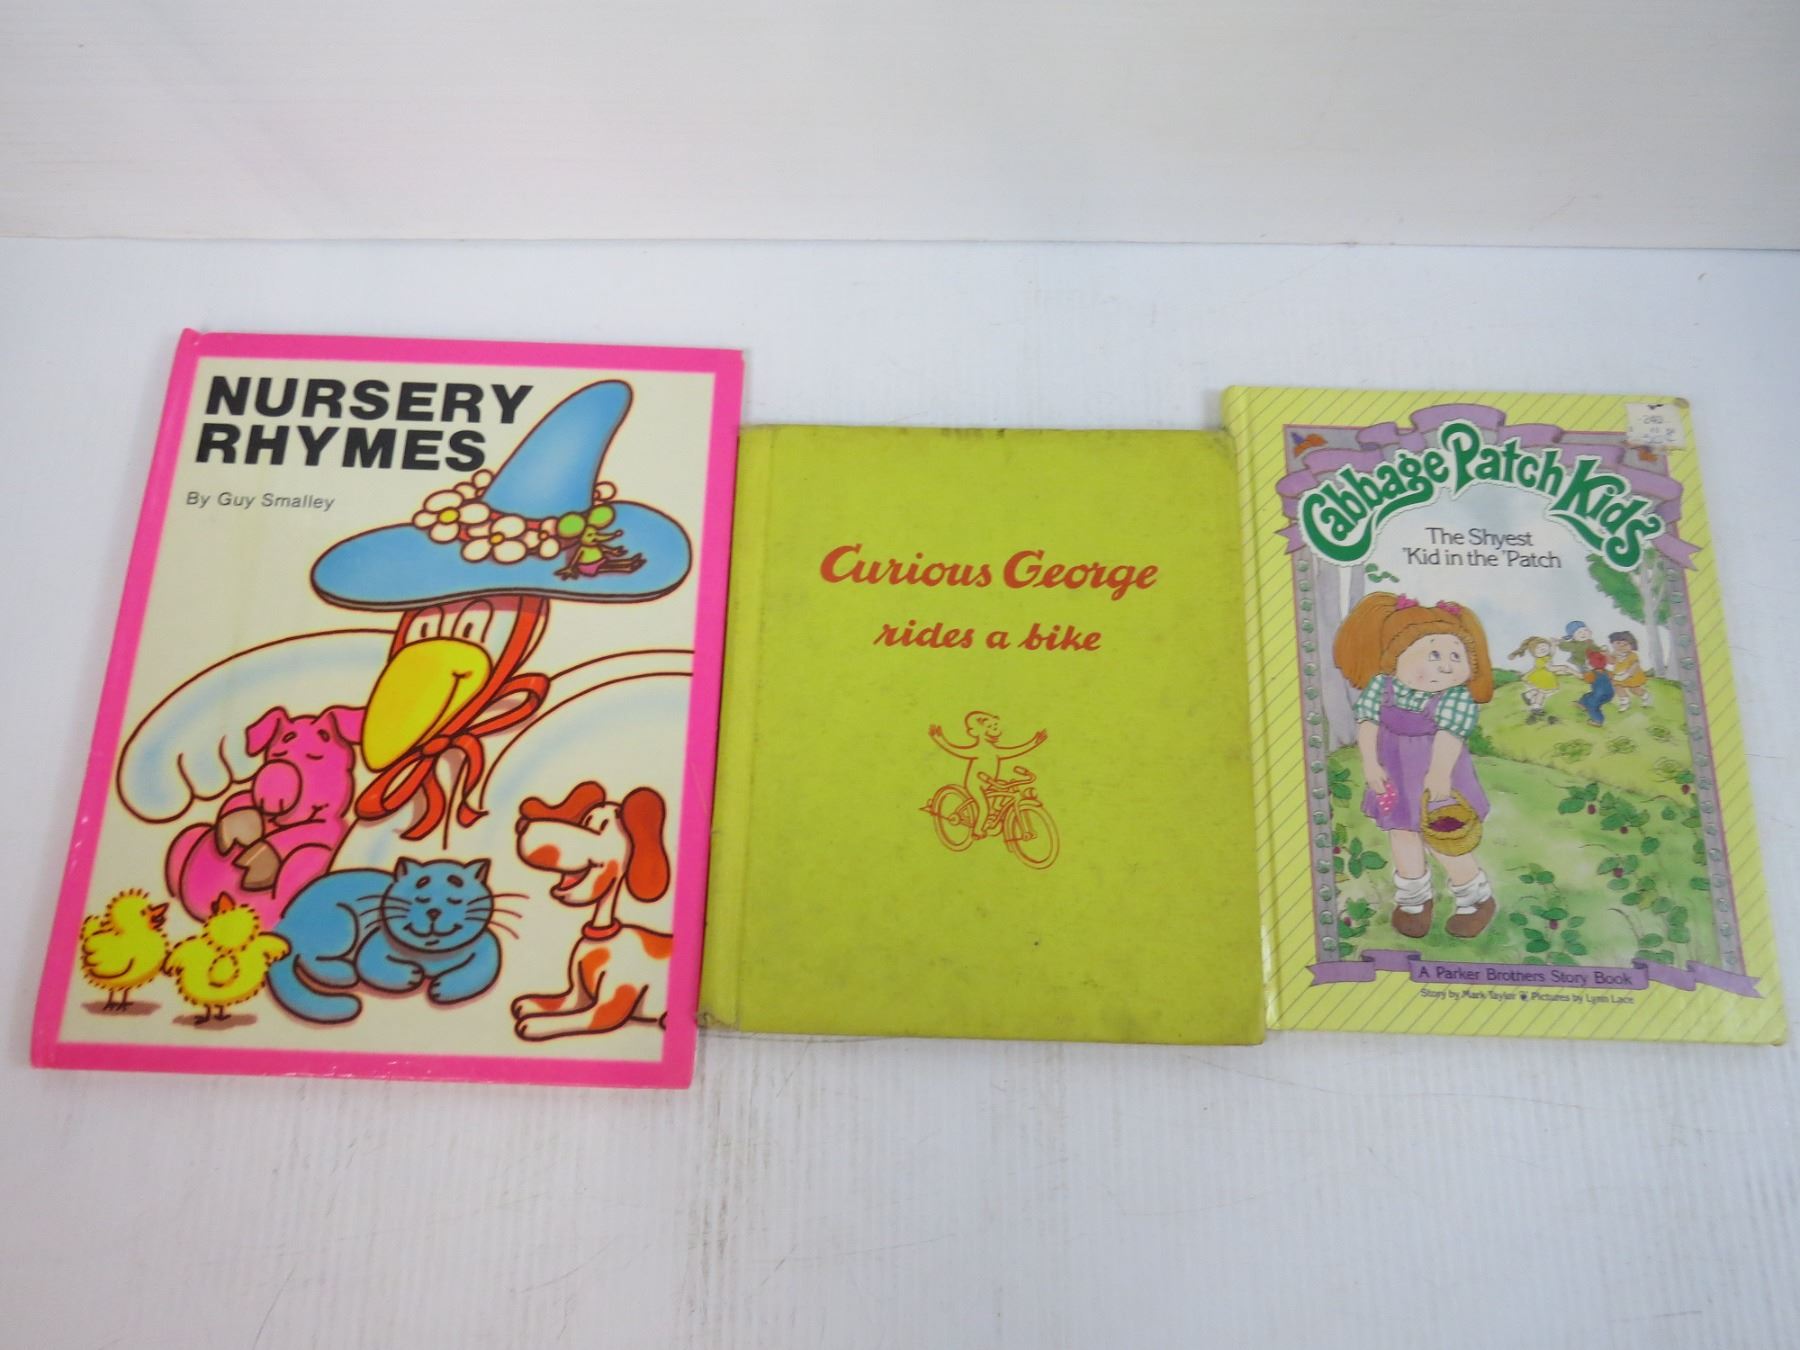 NURSERY
RHYMES
By Guy Smalley
Curious George
rides a bike
Cabbage Patch Kids
The Shyest
'Kid in the 'Patch
A Parker Brothers Story Book
Story by Mark Taylor Pictures by Lynn Lace